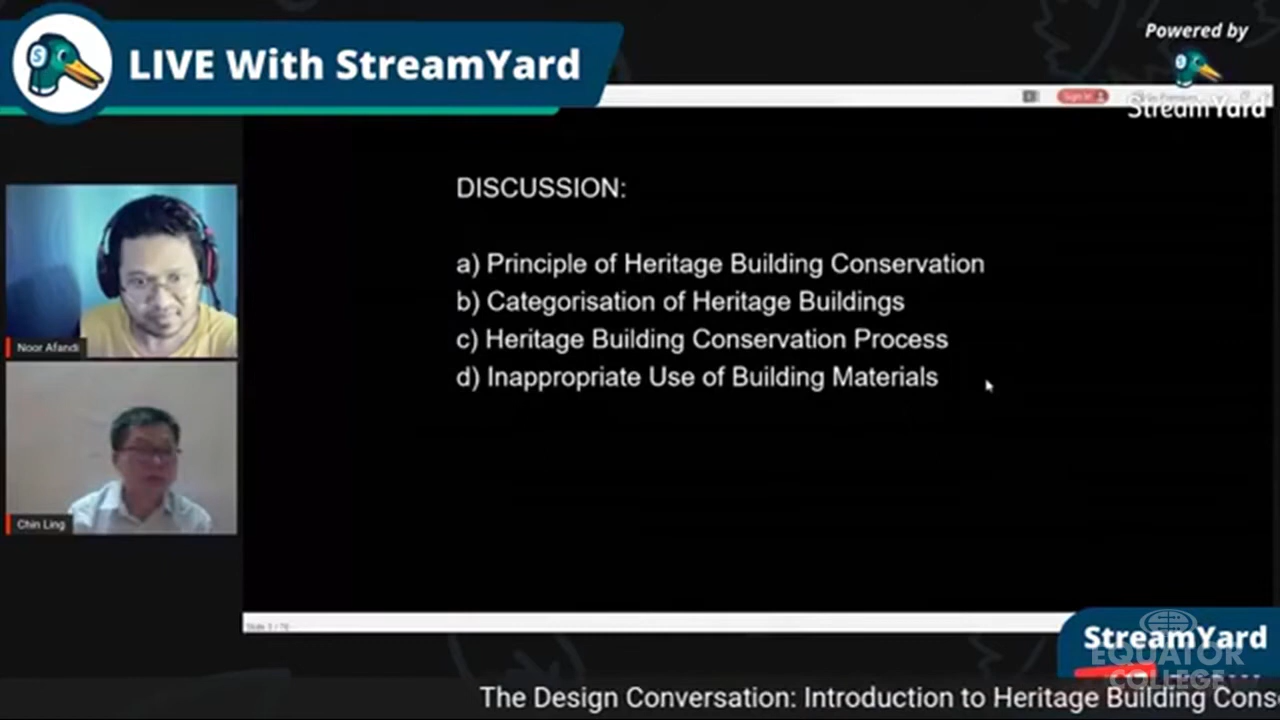 LIVE With StreamYard
Powered by
StreamYard
Sign In
DISCUSSION:
a) Principle of Heritage Building Conservation
b) Categorisation of Heritage Buildings
c) Heritage Building Conservation Process
d) Inappropriate Use of Building Materials
Noor Afandi
Chin Ling
StreamYard
EQUATOR
COLLEGE
The Design Conversation: Introduction to Heritage Building Cons